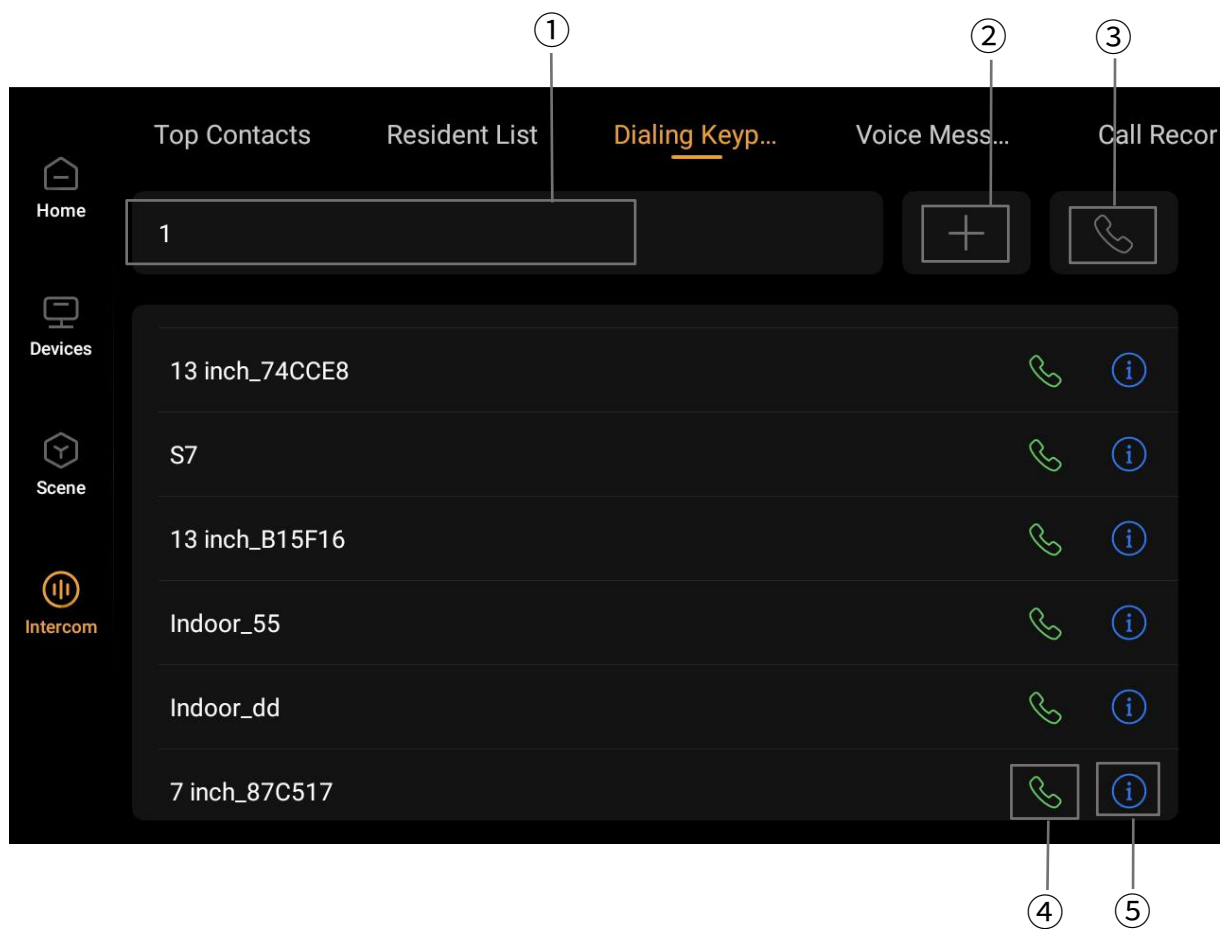 ① ② ③
Top Contacts Resident List Dialing Keyp... Voice Mess... Call Recor
Home
1
Devices
13 inch_74CCE8
S7
Scene
13 inch_B15F16
Intercom
Indoor_55
Indoor_dd
7 inch_87C517
④ ⑤